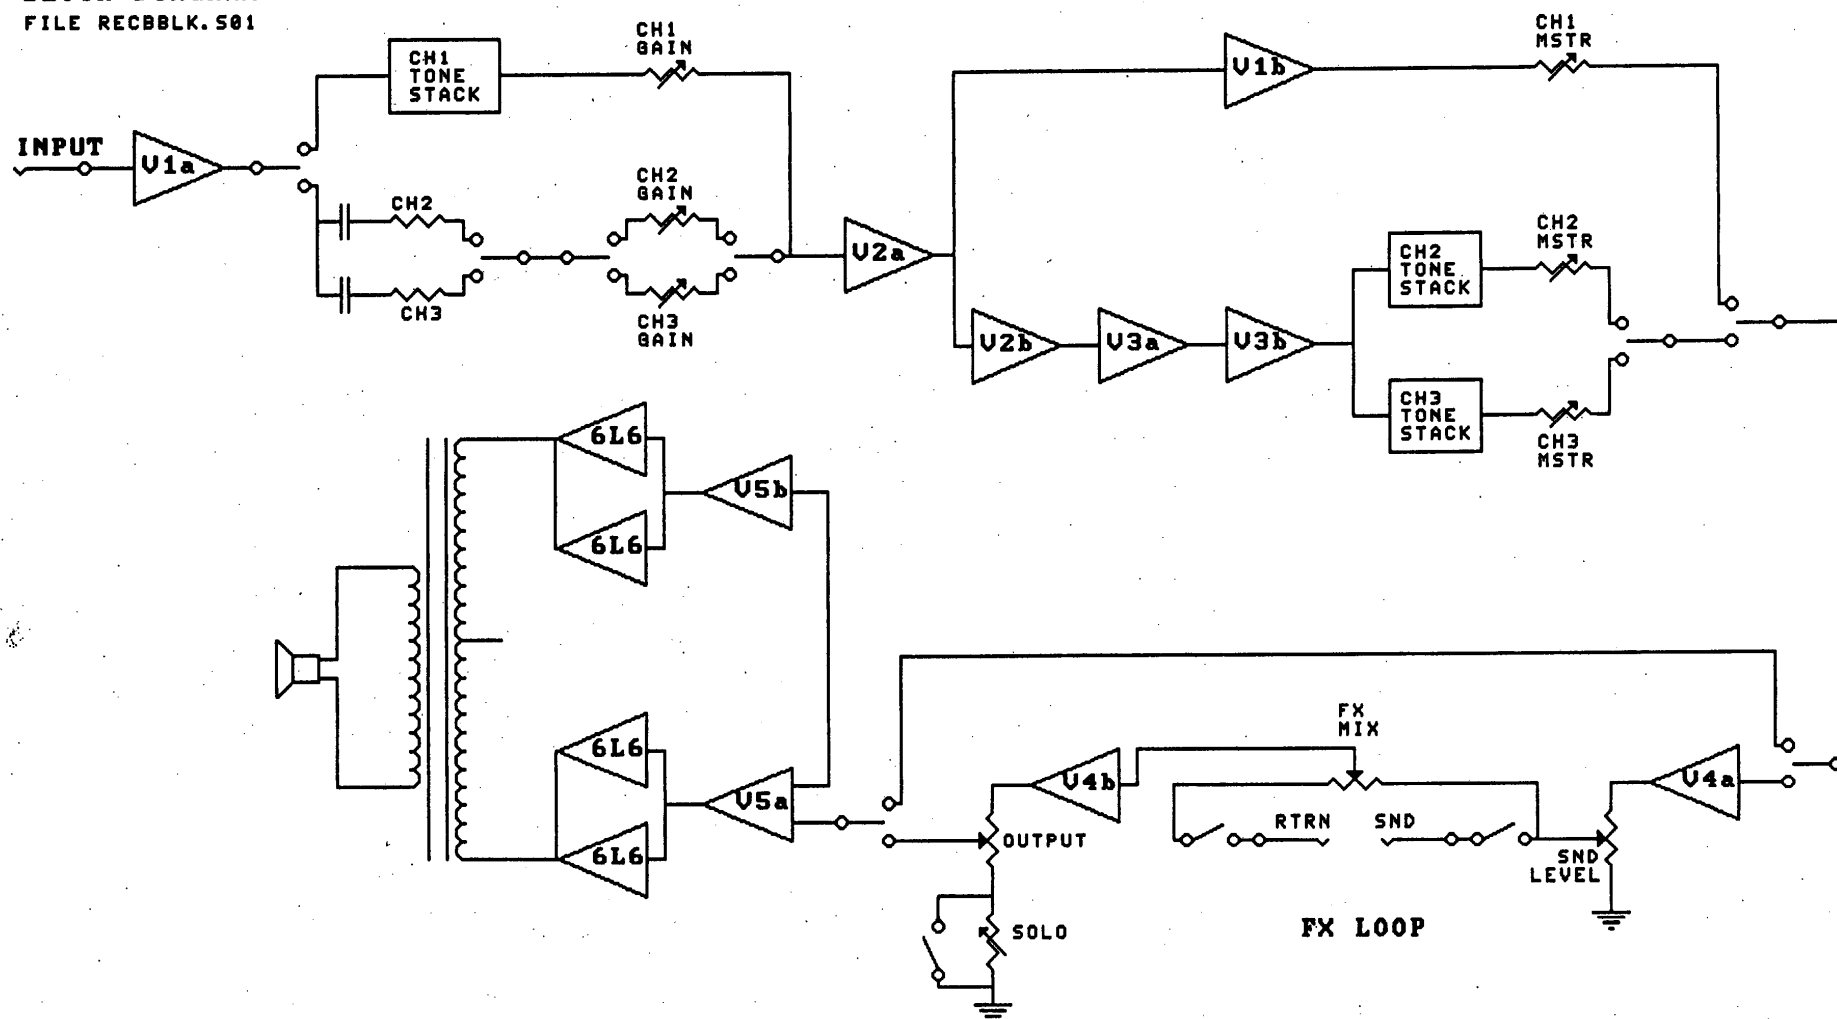 FILE RECBBLK.S01
CH1
TONE
STACK
CH1
GAIN
V1b
CH1
MSTR
INPUT
V1a
CH2
CH2
GAIN
CH3
CH3
GAIN
V2a
V2b
V3a
V3b
CH2
TONE
STACK
CH2
MSTR
CH3
TONE
STACK
CH3
MSTR
6L6
6L6
V5b
6L6
6L6
V5a
V4b
OUTPUT
SOLO
FX
MIX
RTRN
SND
V4a
SND
LEVEL
FX LOOP